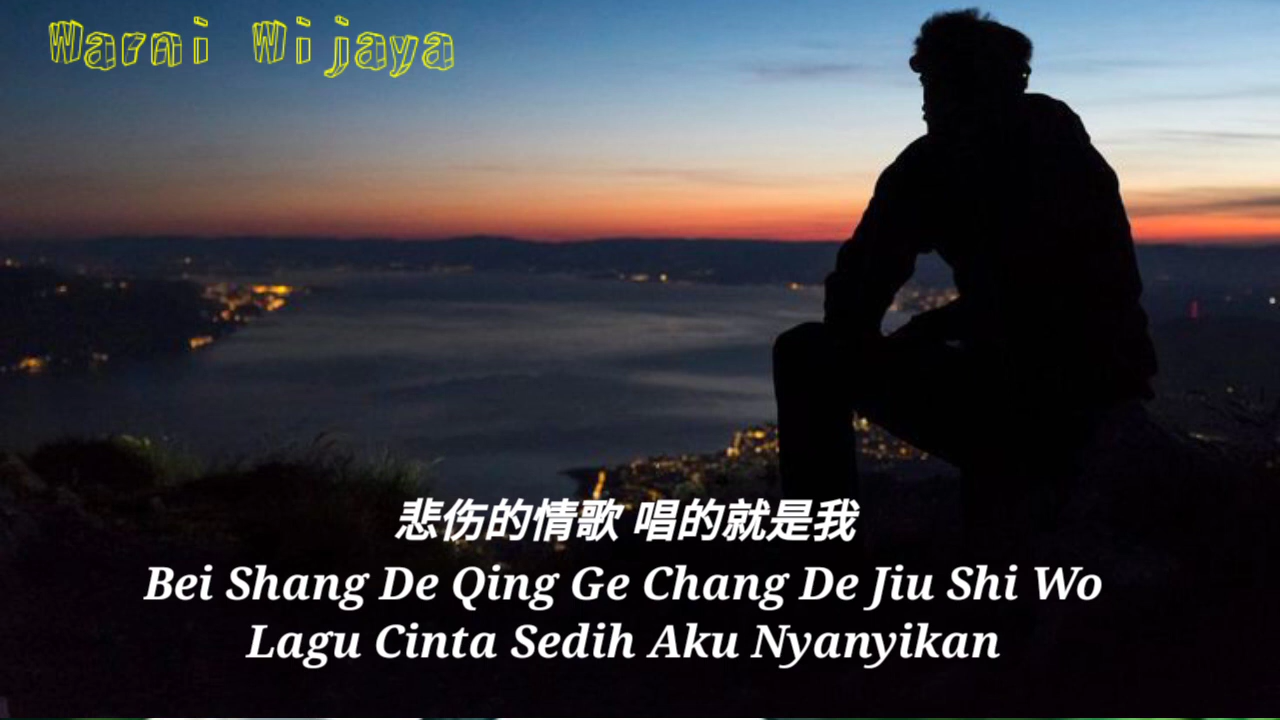 Warni Wijaya
悲伤的情歌 唱的就是我
Bei Shang De Qing Ge Chang De Jiu Shi Wo
Lagu Cinta Sedih Aku Nyanyikan